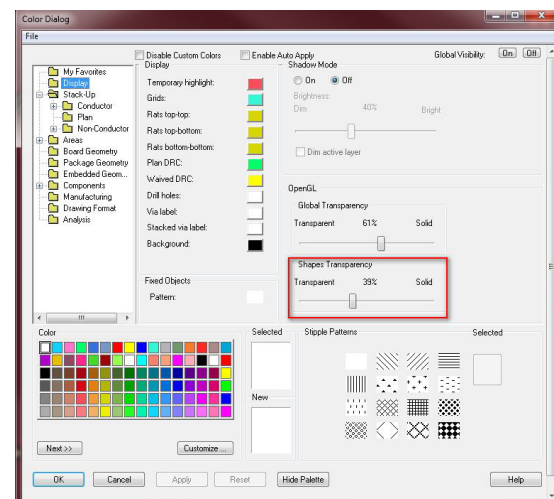 Color Dialog
File
Disable Custom Colors
Enable Auto Apply
Global Visibility:
On
Off
My Favorites
Display
Stack-Up
Conductor
Plan
Non-Conductor
Areas
Board Geometry
Package Geometry
Embedded Geom...
Components
Manufacturing
Drawing Format
Analysis
Display
Temporary highlight:
Grids:
Rats top-top:
Rats top-bottom:
Rats bottom-bottom:
Plan DRC:
Waived DRC:
Drill holes:
Via label:
Stacked via label:
Background:
Fixed Objects
Pattern:
Shadow Mode
On
Off
Brightness:
Dim 40% Bright
Dim active layer
OpenGL
Global Transparency
Transparent 61% Solid
Shapes Transparency
Transparent 39% Solid
Color
Selected
New
Stipple Patterns
Selected
Next >>
Customize ...
OK
Cancel
Apply
Reset
Hide Palette
Help